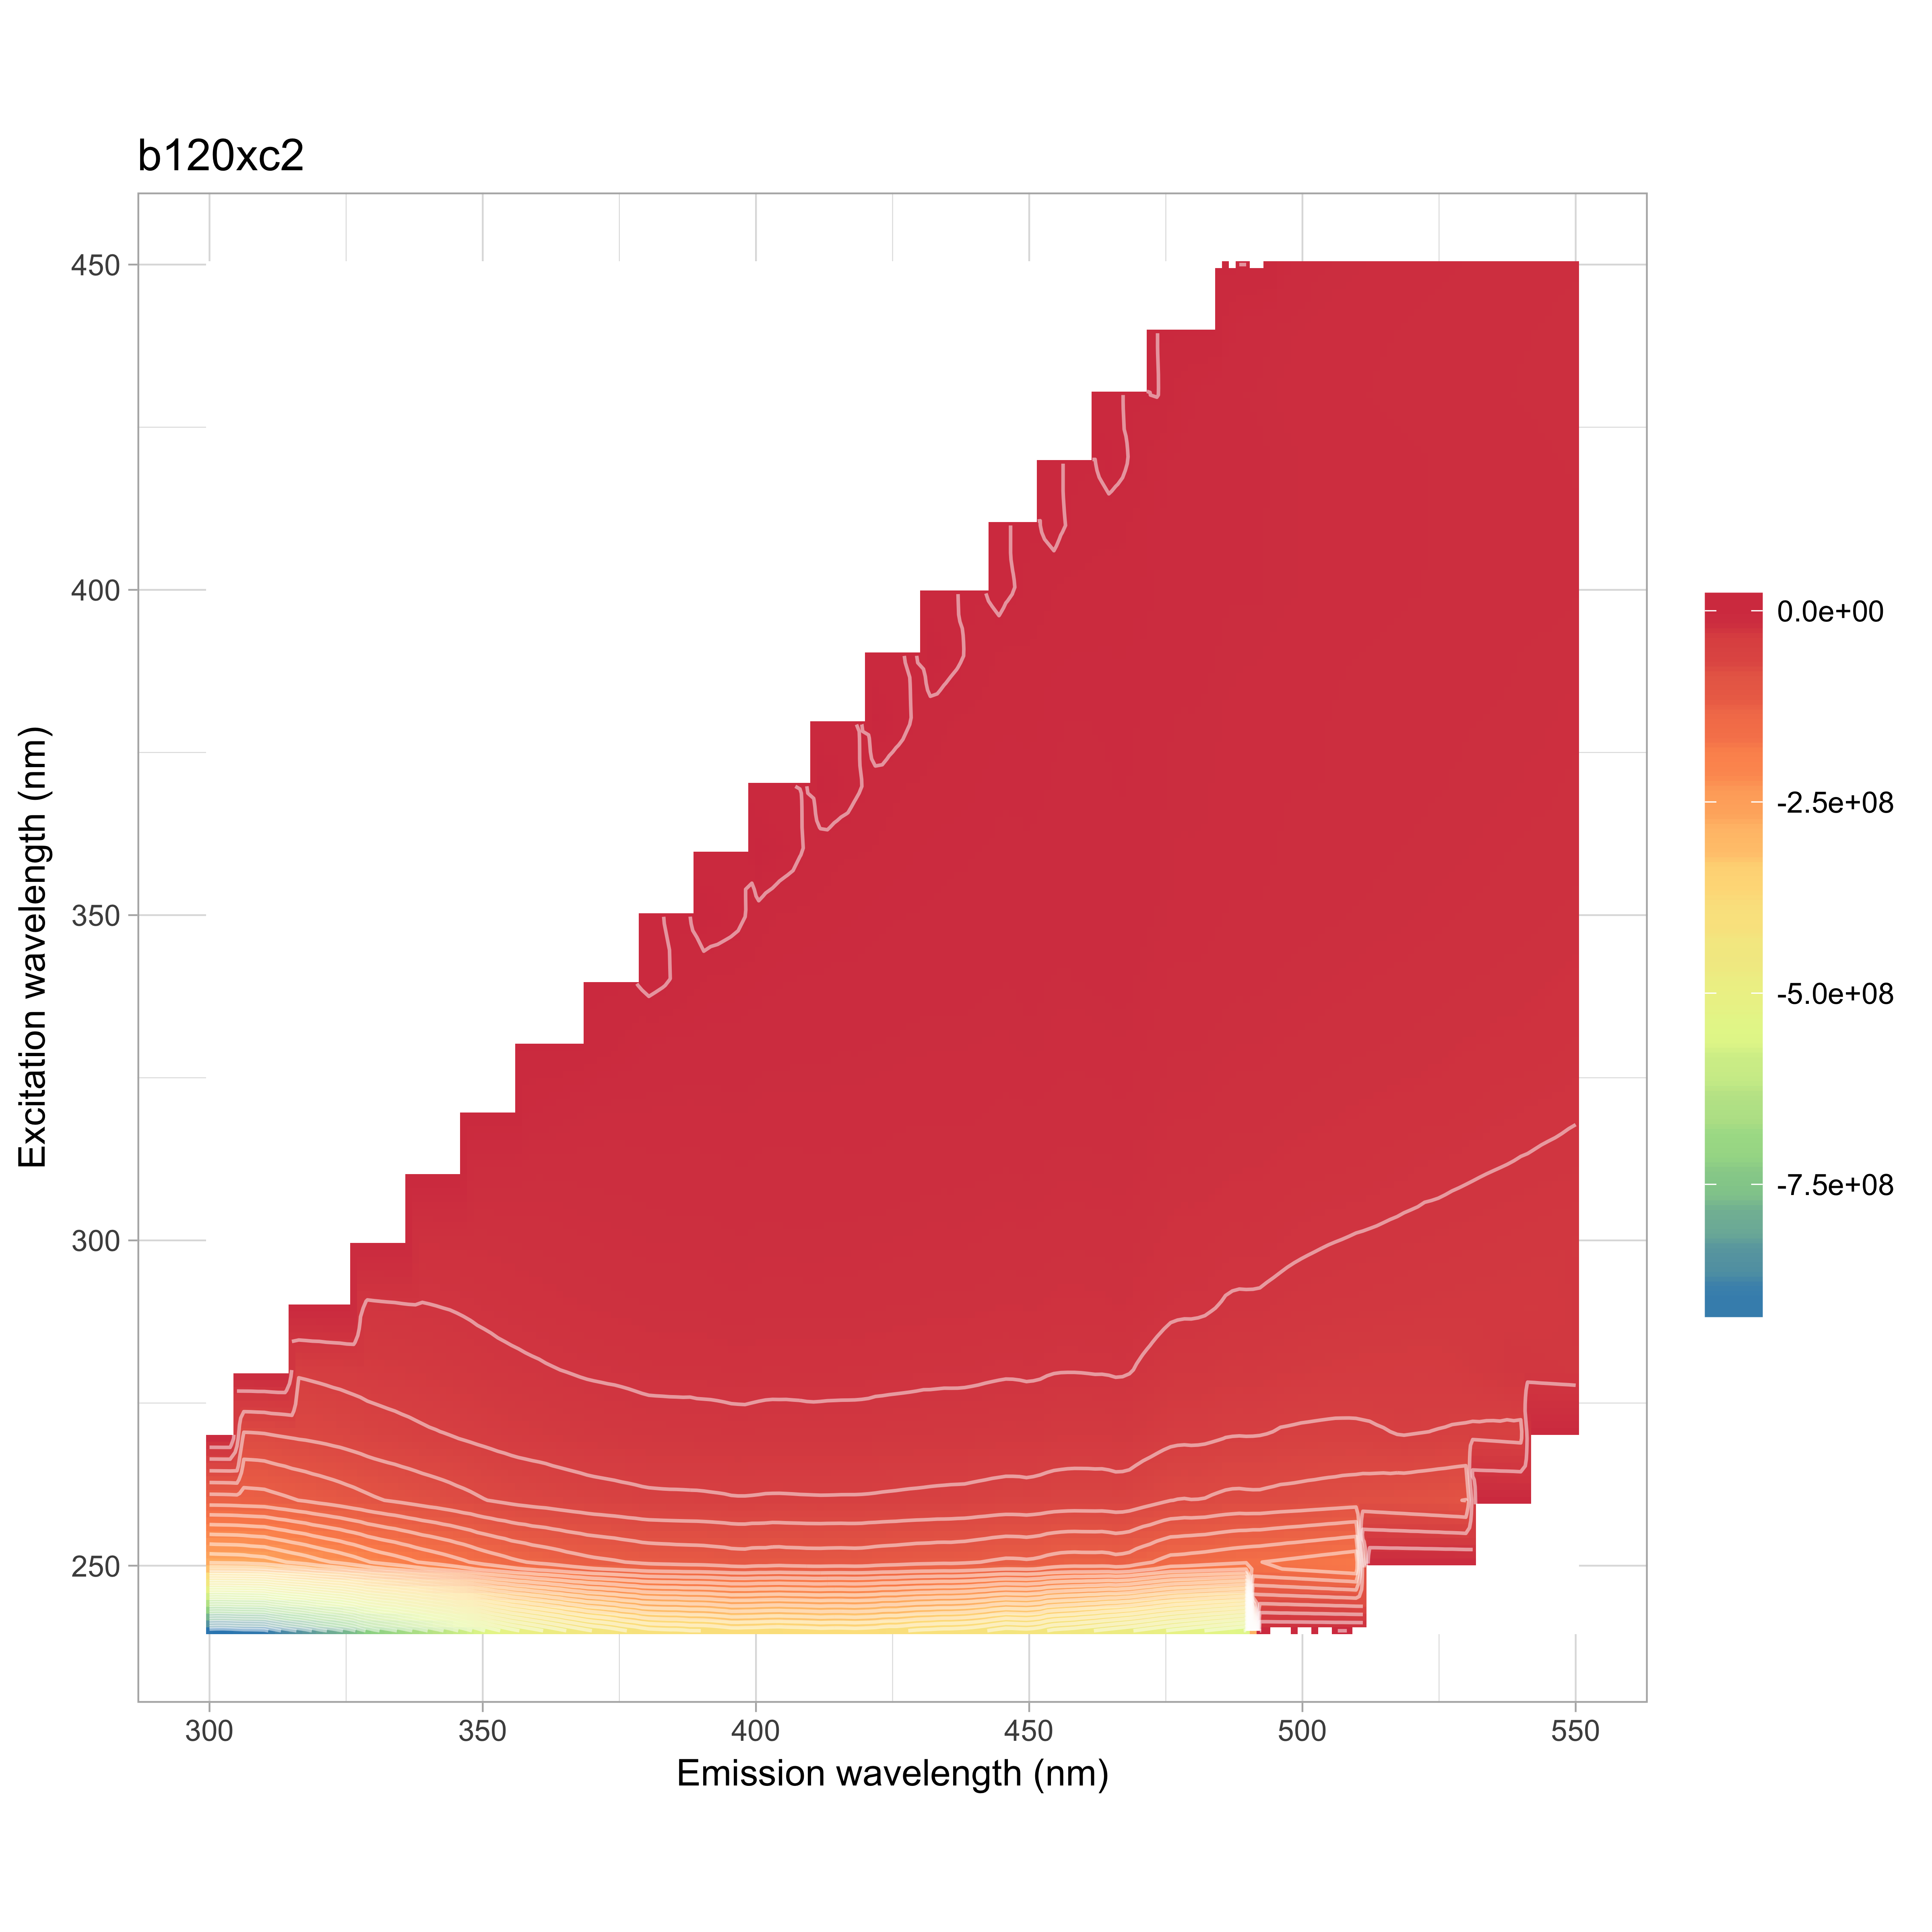 b120xc2
Excitation wavelength (nm)
450
400
350
300
250
300 350 400 450 500 550
Emission wavelength (nm)
0.0e+00
-2.5e+08
-5.0e+08
-7.5e+08